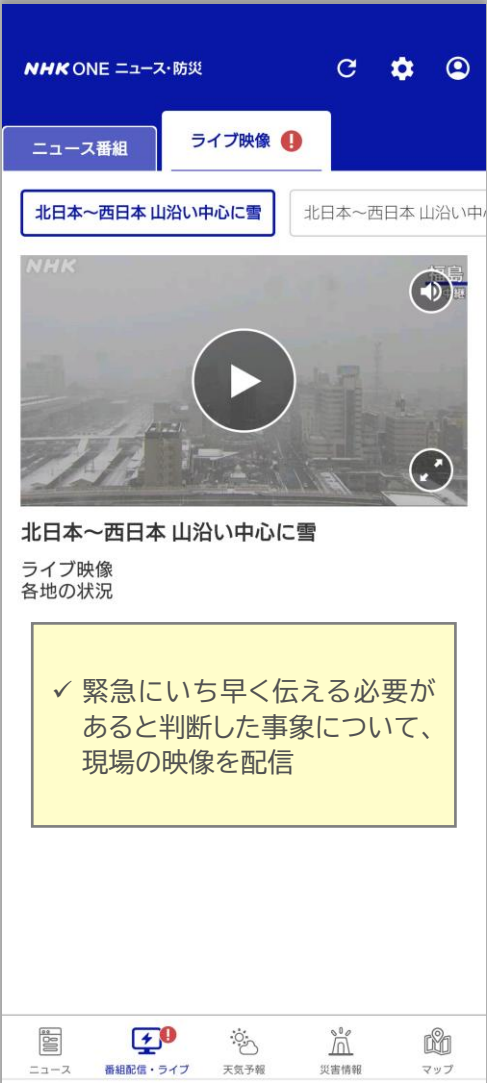 NHK ONE ニュース・防災
ニュース番組
ライブ映像
北日本～西日本 山沿い中心に雪
北日本～西日本 山沿い中
NHK
福島
北日本～西日本 山沿い中心に雪
ライブ映像
各地の状況
✓ 緊急にいち早く伝える必要が
あると判断した事象について、
現場の映像を配信
ニュース
番組配信・ライブ
天気予報
災害情報
マップ